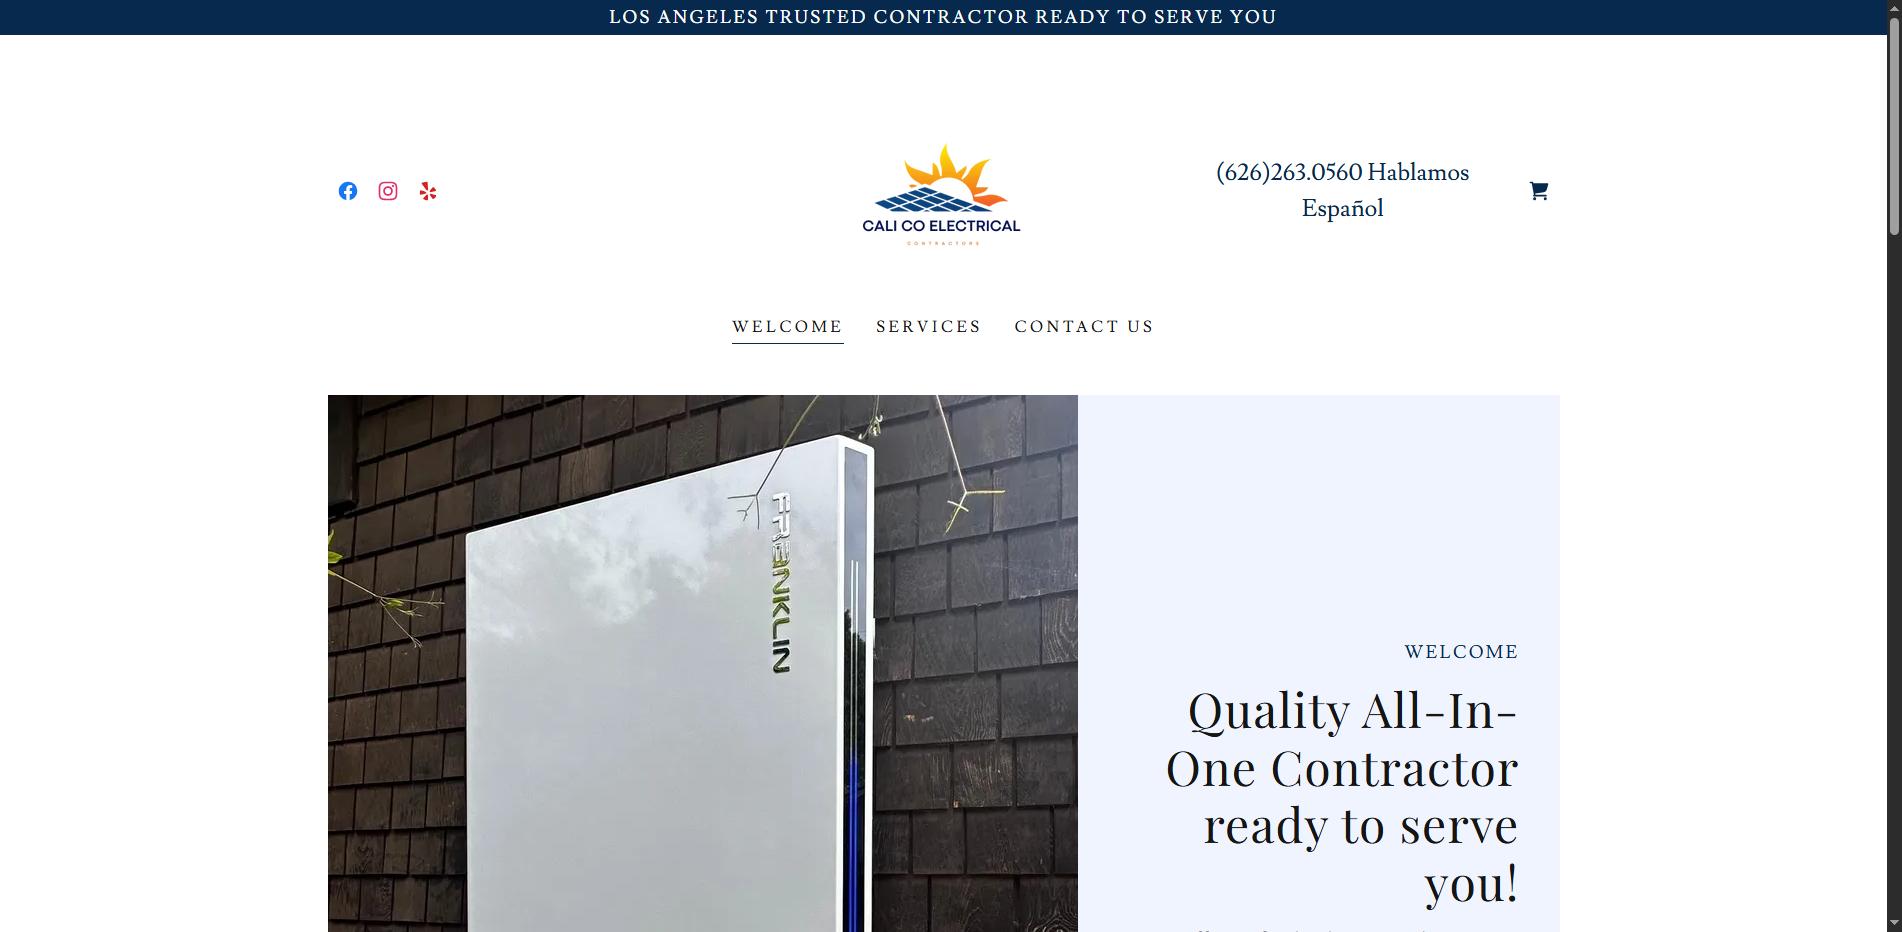 LOS ANGELES TRUSTED CONTRACTOR READY TO SERVE YOU
(626)263.0560 Hablamos
Español
CALI CO ELECTRICAL
CONTRACTORS
WELCOME SERVICES CONTACT US
FRANKLIN
WELCOME
Quality All-In-
One Contractor
ready to serve
you!